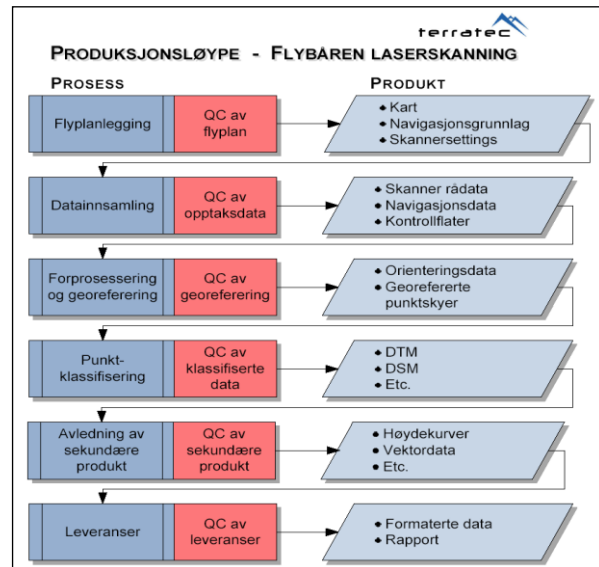 terratec
PRODUKSJONSLØYPE - FLYBÅREN LASERSKANNING
PROSESS
PRODUKT
Flyplanlegging
QC av
flyplan
• Kart
• Navigasjonsgrunnlag
• Skannersettings
Datainnsamling
QC av
opptaksdata
• Skanner rådata
• Navigasjonsdata
• Kontrollflater
Forprosessering
og georeferering
QC av
georeferering
• Orienteringsdata
• Georefererte
punktskyer
Punkt-
klassifisering
QC av
klassifiserte
data
• DTM
• DSM
• Etc.
Avledning av
sekundære
produkt
QC av
sekundære
produkt
• Høydekurver
• Vektordata
• Etc.
Leveranser
QC av
leveranser
• Formaterte data
• Rapport